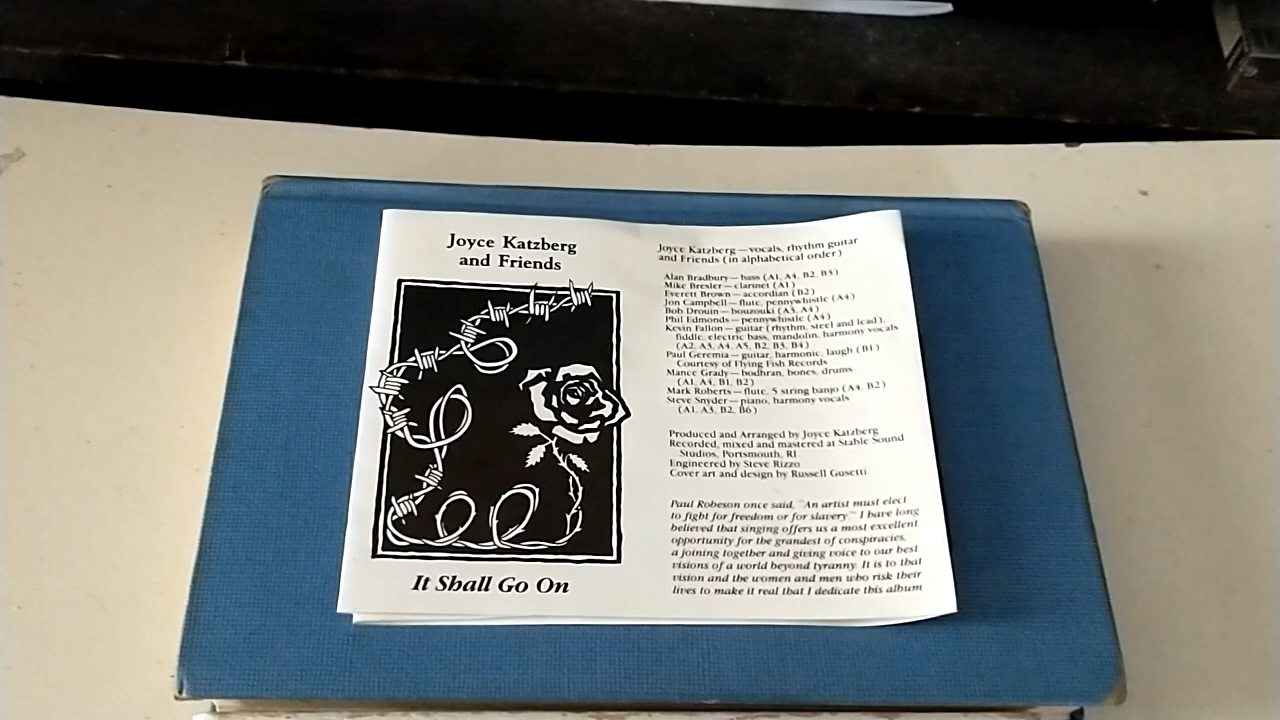 Joyce Katzberg
and Friends
It Shall Go On
Joyce Katzberg — vocals, rhythm guitar
and Friends (in alphabetical order)
Alan Bradbury — bass (A1, A4, B2, B5)
Mike Bresler — clarinet (A1)
Everett Brown — accordian (B2)
Jon Campbell — flute, pennywhistle (A4)
Bob Drouin — bouzouki (A3, A4)
Phil Edmonds — pennywhistle (A4)
Kevin Fallon — guitar (rhythm, steel and lead),
fiddle, electric bass, mandolin, harmony vocals
(A2, A3, A4, A5, B2, B3, B4)
Paul Geremia — guitar, harmonic, laugh (B1)
Courtesy of Flying Fish Records
Mance Grady — bodhran, bones, drums
(A1, A4, B1, B2)
Mark Roberts — flute, 5 string banjo (A4, B2)
Steve Snyder — piano, harmony vocals
(A1, A3, B2, B6)
Produced and Arranged by Joyce Katzberg
Recorded, mixed and mastered at Stable Sound
Studios, Portsmouth, RI
Engineered by Steve Rizzo
Cover art and design by Russell Gusetti
Paul Robeson once said, "An artist must elect
to fight for freedom or for slavery." I have long
believed that singing offers us a most excellent
opportunity for the grandest of conspiracies,
a joining together and giving voice to our best
visions of a world beyond tyranny. It is to that
vision and the women and men who risk their
lives to make it real that I dedicate this album